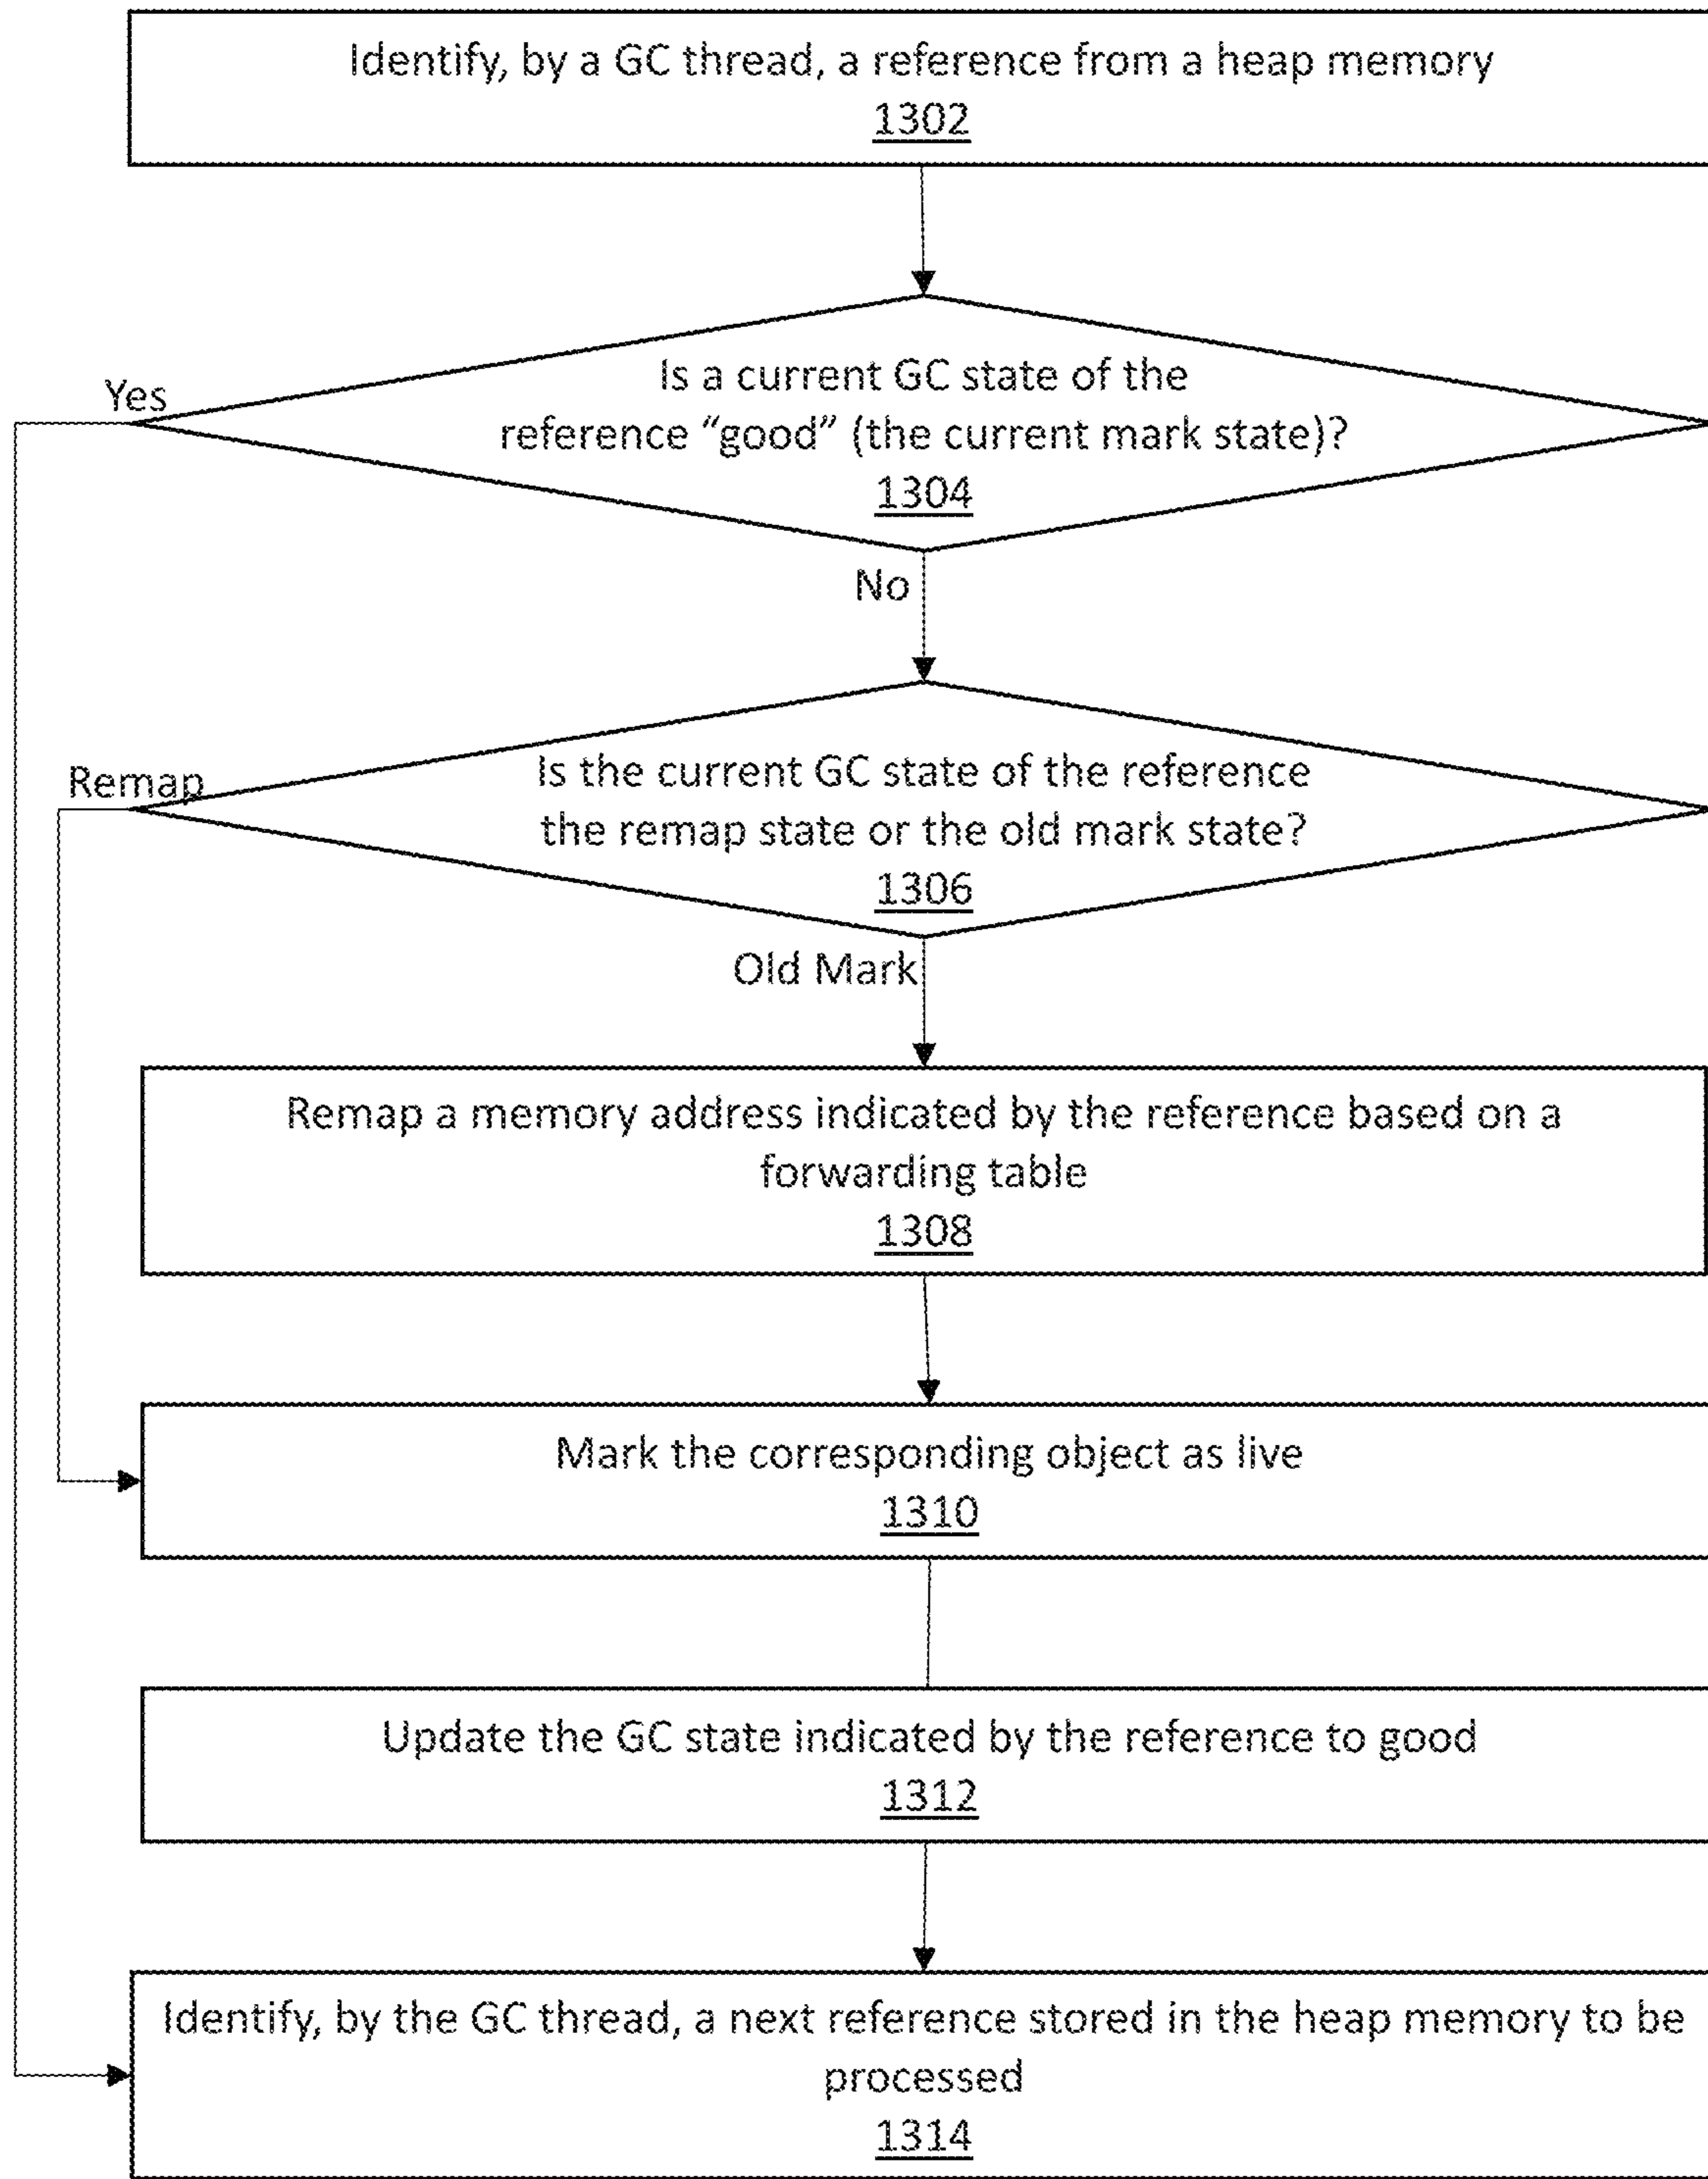 Identify, by a GC thread, a reference from a heap memory
1302
Is a current GC state of the
Yes
reference “good” (the current mark state)?
1304
No
Is the current GC state of the reference
Remap
the remap state or the old mark state?
1306
Old Mark
Remap a memory address indicated by the reference based on a
forwarding table
1308
Mark the corresponding object as live
1310
Update the GC state indicated by the reference to good
1312
Identify, by the GC thread, a next reference stored in the heap memory to be
processed
1314